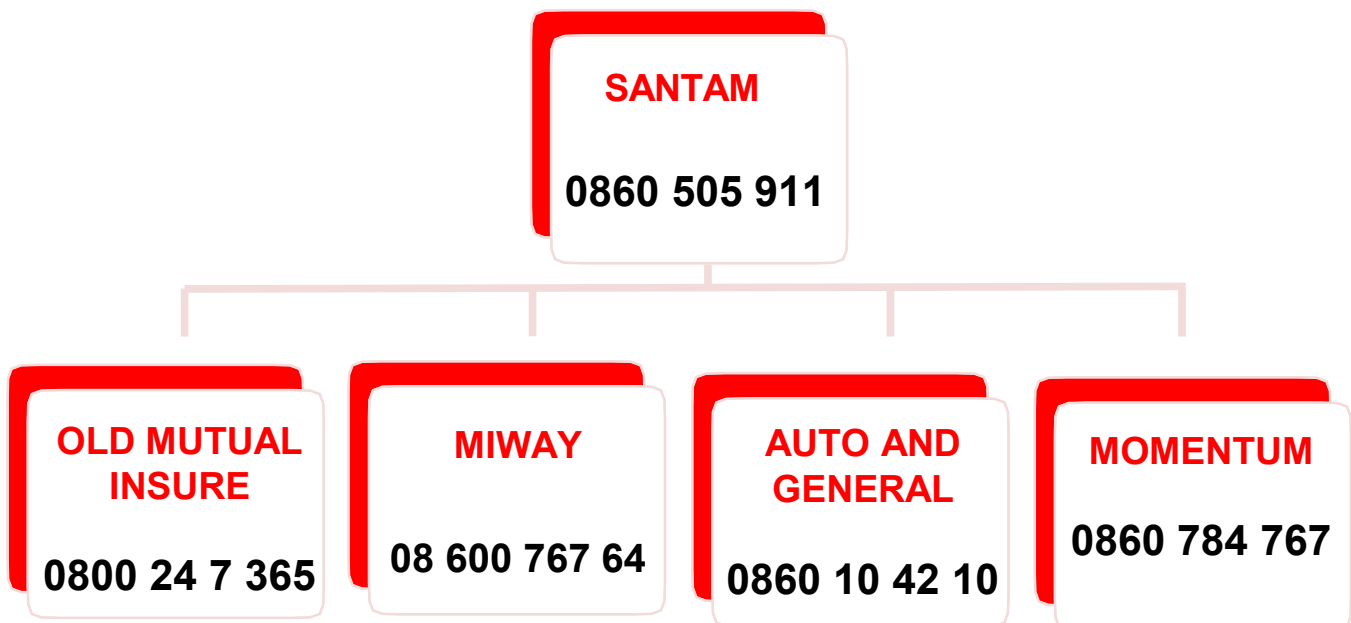 SANTAM
0860 505 911
OLD MUTUAL
INSURE
0800 24 7 365
MIWAY
08 600 767 64
AUTO AND
GENERAL
0860 10 42 10
MOMENTUM
0860 784 767